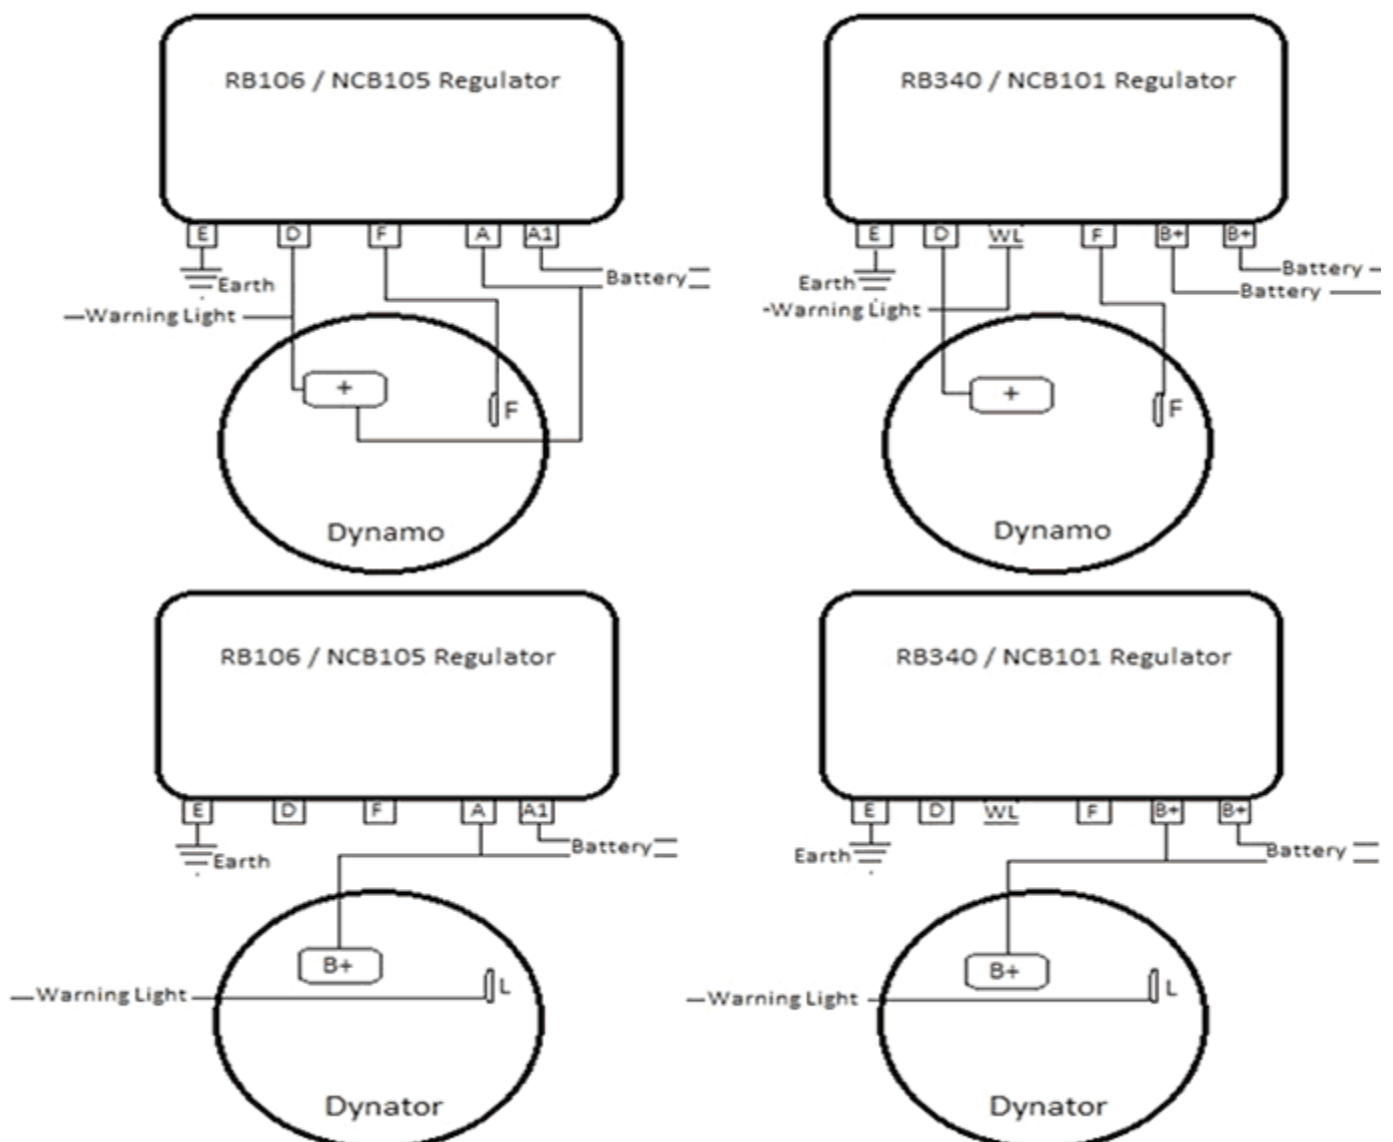 RB106 / NCB105 Regulator
E D F A A1
Earth
Battery
Warning Light
+
F
Dynamo
RB340 / NCB101 Regulator
E D WL F B+ B+
Earth
Battery
Battery
Warning Light
+
F
Dynamo
RB106 / NCB105 Regulator
E D F A A1
Earth
Battery
B+
L
Warning Light
Dynator
RB340 / NCB101 Regulator
E D WL F B+ B+
Earth
Battery
B+
L
Warning Light
Dynator